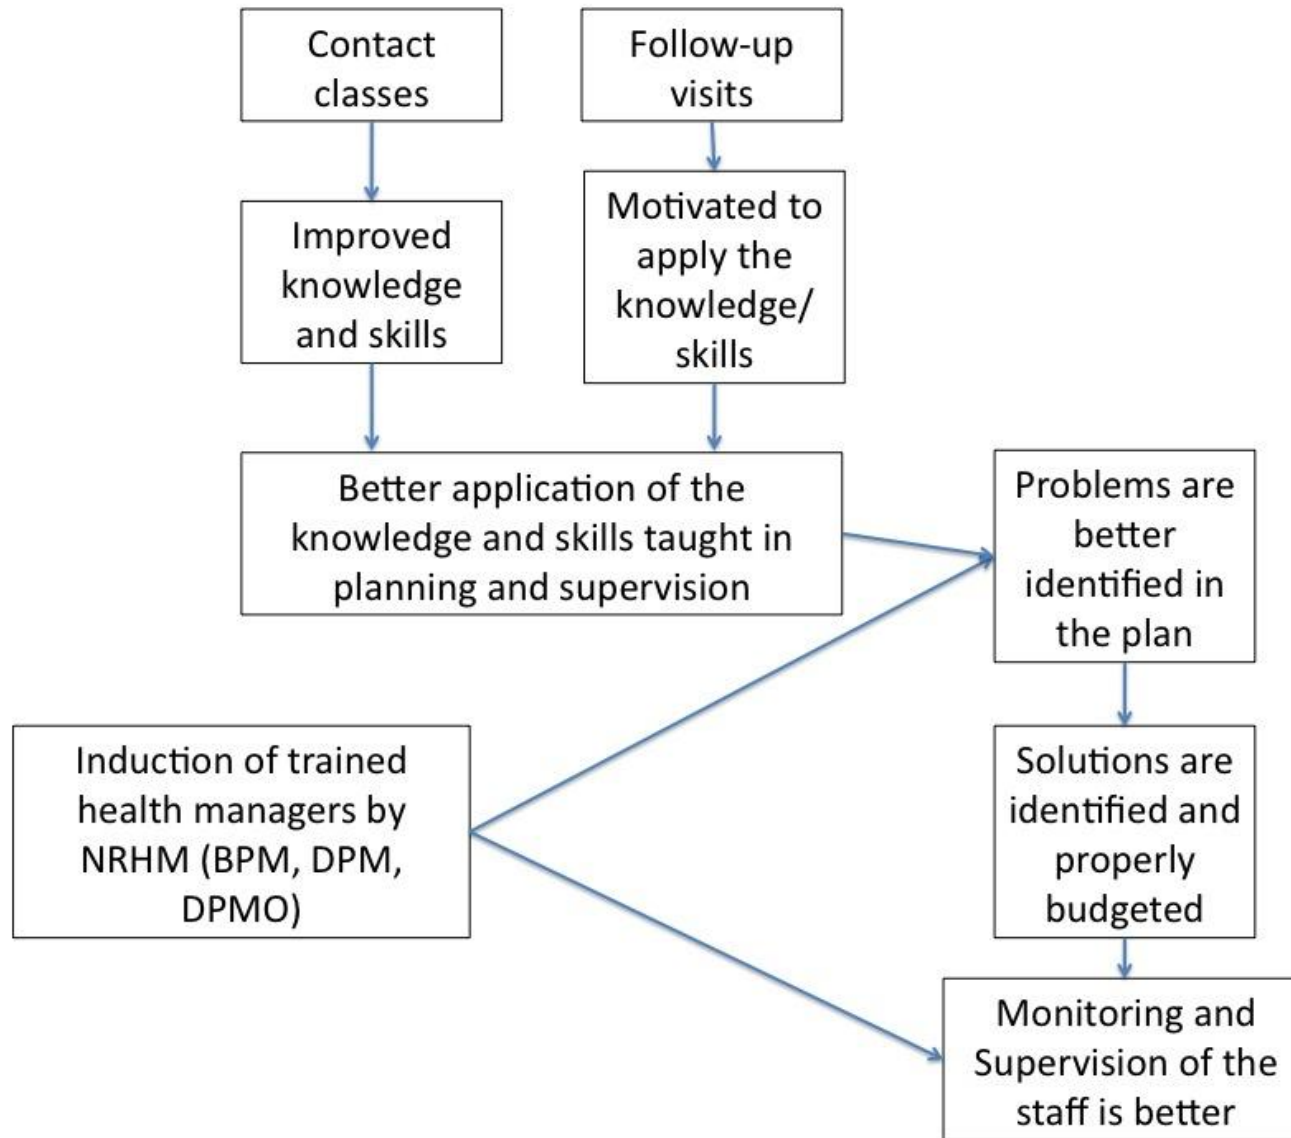 Contact
classes
Follow-up
visits
Improved
knowledge
and skills
Motivated to
apply the
knowledge/
skills
Better application of the
knowledge and skills taught in
planning and supervision
Problems are
better
identified in
the plan
Induction of trained
health managers by
NRHM (BPM, DPM,
DPMO)
Solutions are
identified and
properly
budgeted
Monitoring and
Supervision of the
staff is better